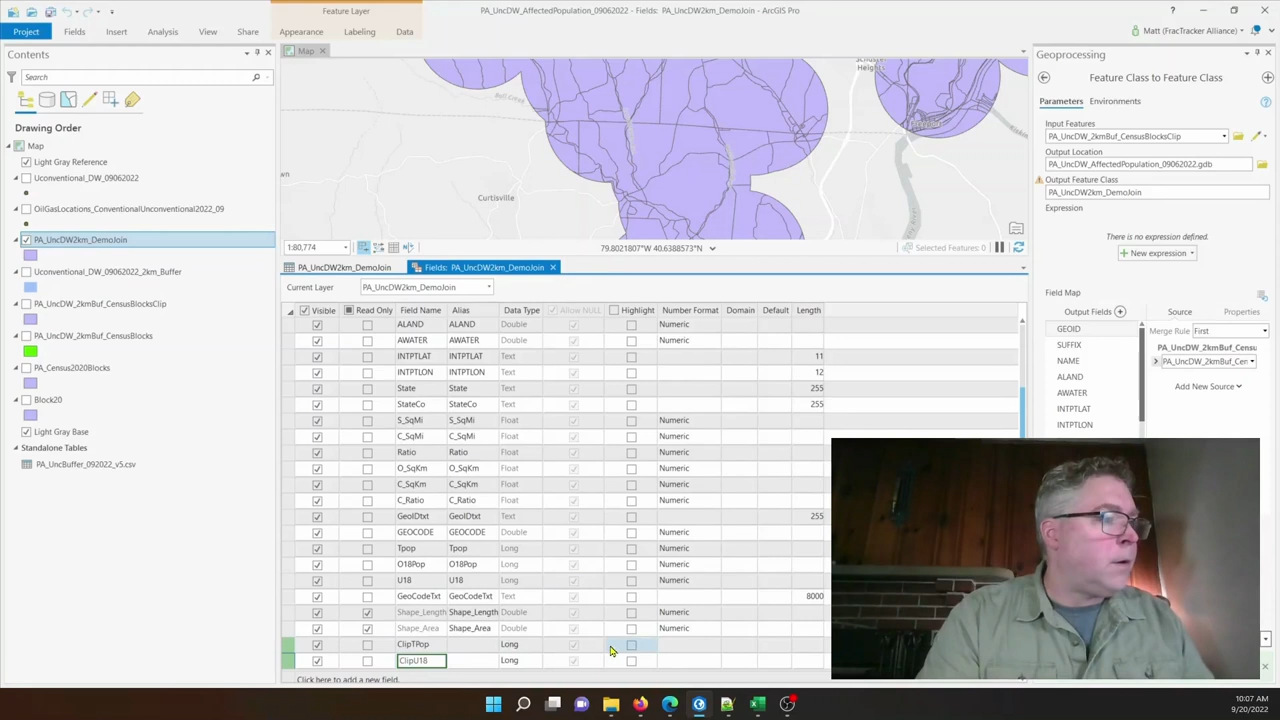 Feature Layer
PA_UncDW_AffectedPopulation_09062022 - Fields: PA_UncDW2km_DemoJoin - ArcGIS Pro
Project Fields Insert Analysis View Share Appearance Labeling Data
Matt (FracTracker Alliance)
Contents
Search
Drawing Order
Map
Light Gray Reference
Uconventional_DW_09062022
OilGasLocations_ConventionalUnconventional2022_09
PA_UncDW2km_DemoJoin
Unconventional_DW_09062022_2km_Buffer
PA_UncDW_2kmBuf_CensusBlocksClip
PA_UncDW_2kmBuf_CensusBlocks
PA_Census2020Blocks
Block20
Light Gray Base
Standalone Tables
PA_UncBuffer_092022_v5.csv
Map
Heights
Bull Creek
Freeport
Curtisville
wn
1:80,774
79.8021807°W 40.6388573°N
Selected Features: 0
PA_UncDW2km_DemoJoin
Fields: PA_UncDW2km_DemoJoin
Current Layer PA_UncDW2km_DemoJoin
Visible Read Only Field Name Alias Data Type Allow NULL Highlight Number Format Domain Default Length
ALAND ALAND Double Numeric
AWATER AWATER Double Numeric
INTPTLAT INTPTLAT Text 11
INTPTLON INTPTLON Text 12
State State Text 255
StateCo StateCo Text 255
S_SqMi S_SqMi Float Numeric
C_SqMi C_SqMi Float Numeric
Ratio Ratio Float Numeric
O_SqKm O_SqKm Float Numeric
C_SqKm C_SqKm Float Numeric
C_Ratio C_Ratio Float Numeric
GeoIDtxt GeoIDtxt Text 255
GEOCODE GEOCODE Double Numeric
Tpop Tpop Long Numeric
O18Pop O18Pop Long Numeric
U18 U18 Long Numeric
GeoCodeTxt GeoCodeTxt Text 8000
Shape_Length Shape_Length Double Numeric
Shape_Area Shape_Area Double Numeric
ClipTPop Long
ClipU18 Long
Click here to add a new field.
Geoprocessing
Feature Class to Feature Class
Parameters Environments
Input Features
PA_UncDW_2kmBuf_CensusBlocksClip
Output Location
PA_UncDW_AffectedPopulation_09062022.gdb
Output Feature Class
PA_UncDW2km_DemoJoin
Expression
There is no expression defined.
New expression
Field Map
Output Fields Source Properties
GEOID
SUFFIX
NAME
ALAND
AWATER
INTPTLAT
INTPTLON
Merge Rule First
PA_UncDW_2kmBuf_Censu
PA_UncDW_2kmBuf_Cen
Add New Source
10:07 AM
9/20/2022